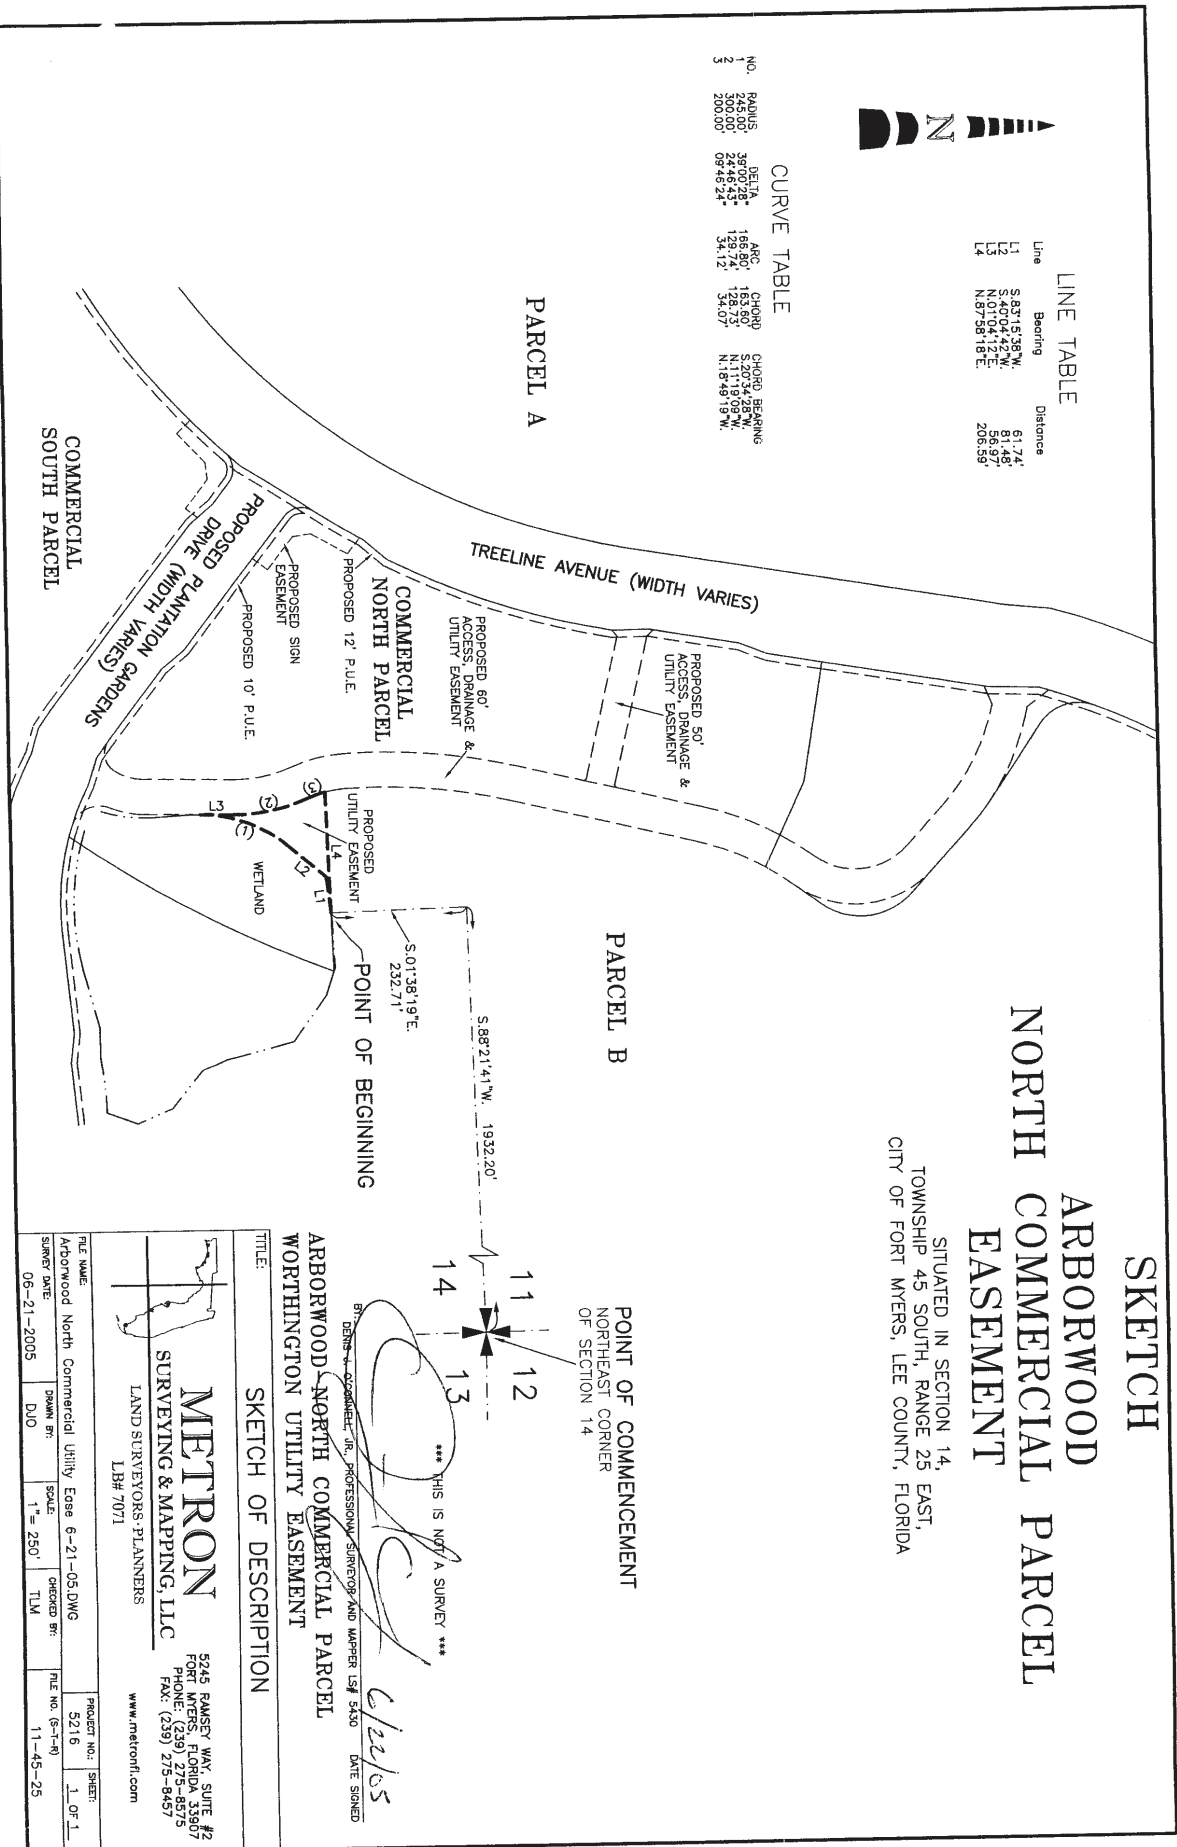 SKETCH
ARBORWOOD
NORTH COMMERCIAL PARCEL
EASEMENT
SITUATED IN SECTION 14,
TOWNSHIP 45 SOUTH, RANGE 25 EAST,
CITY OF FORT MYERS, LEE COUNTY, FLORIDA
N
LINE TABLE
Line Bearing Distance
L1 S.83°15'38"W. 61.74'
L2 S.40°04'42"W. 81.48'
L3 N.01°04'12"E. 56.97'
L4 N.87°58'18"E. 206.59'
CURVE TABLE
NO. RADIUS DELTA ARC CHORD CHORD BEARING
1 245.00' 39°00'28" 166.80' 163.60' S.20°34'28"W.
2 300.00' 24°46'43" 129.74' 128.73' N.11°19'09"W.
3 200.00' 09°46'24" 34.12' 34.07' N.18°49'19"W.
PARCEL A
TREELINE AVENUE (WIDTH VARIES)
PROPOSED 50'
ACCESS, DRAINAGE &
UTILITY EASEMENT
PROPOSED 60'
ACCESS, DRAINAGE &
UTILITY EASEMENT
COMMERCIAL
NORTH PARCEL
PROPOSED 12' P.U.E.
PROPOSED SIGN
EASEMENT
PROPOSED 10' P.U.E.
PROPOSED PLANTATION GARDENS
DRIVE (WIDTH VARIES)
COMMERCIAL
SOUTH PARCEL
PARCEL B
PROPOSED
UTILITY EASEMENT
(3)
L4
(2)
L3
(1)
L2
L1
WETLAND
POINT OF BEGINNING
S.01°38'19"E.
232.71'
S.88°21'41"W. 1932.20'
11
12
14
13
POINT OF COMMENCEMENT
NORTHEAST CORNER
OF SECTION 14
*** THIS IS NOT A SURVEY ***
6/22/05
BY: DENIS J. O'CONNELL, JR. PROFESSIONAL SURVEYOR AND MAPPER LS# 5430 DATE SIGNED
ARBORWOOD-NORTH COMMERCIAL PARCEL
WORTHINGTON UTILITY EASEMENT
TITLE:
SKETCH OF DESCRIPTION
METRON
SURVEYING & MAPPING, LLC
LAND SURVEYORS·PLANNERS
LB# 7071
5245 RAMSEY WAY, SUITE #2
FORT MYERS, FLORIDA 33907
PHONE: (239) 275-8575
FAX: (239) 275-8457
www.metronfl.com
FILE NAME:
Arborwood North Commercial Utility Ease 6-21-05.DWG
PROJECT NO.:
5216
SHEET:
1 OF 1
SURVEY DATE:
06-21-2005
DRAWN BY:
DJO
SCALE:
1"= 250'
CHECKED BY:
TLM
FILE NO. (S-T-R)
11-45-25